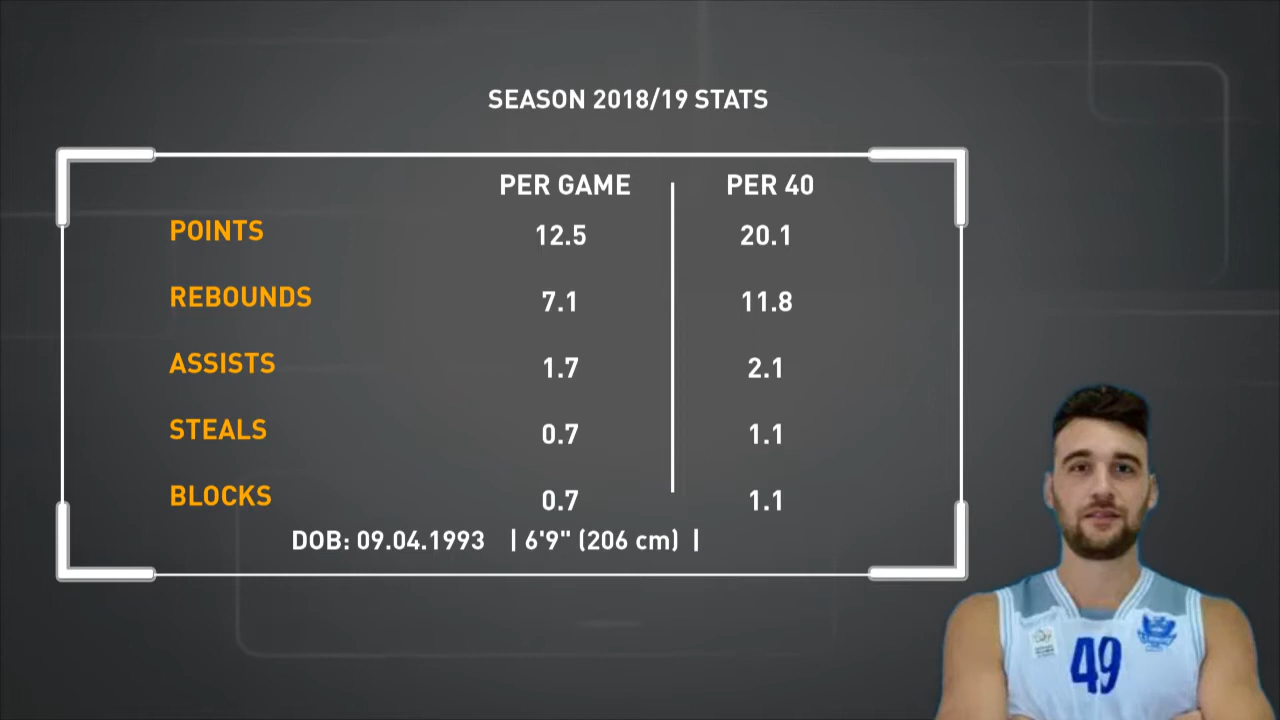 SEASON 2018/19 STATS
PER GAME PER 40
POINTS 12.5 20.1
REBOUNDS 7.1 11.8
ASSISTS 1.7 2.1
STEALS 0.7 1.1
BLOCKS 0.7 1.1
DOB: 09.04.1993 | 6'9" (206 cm) |
49